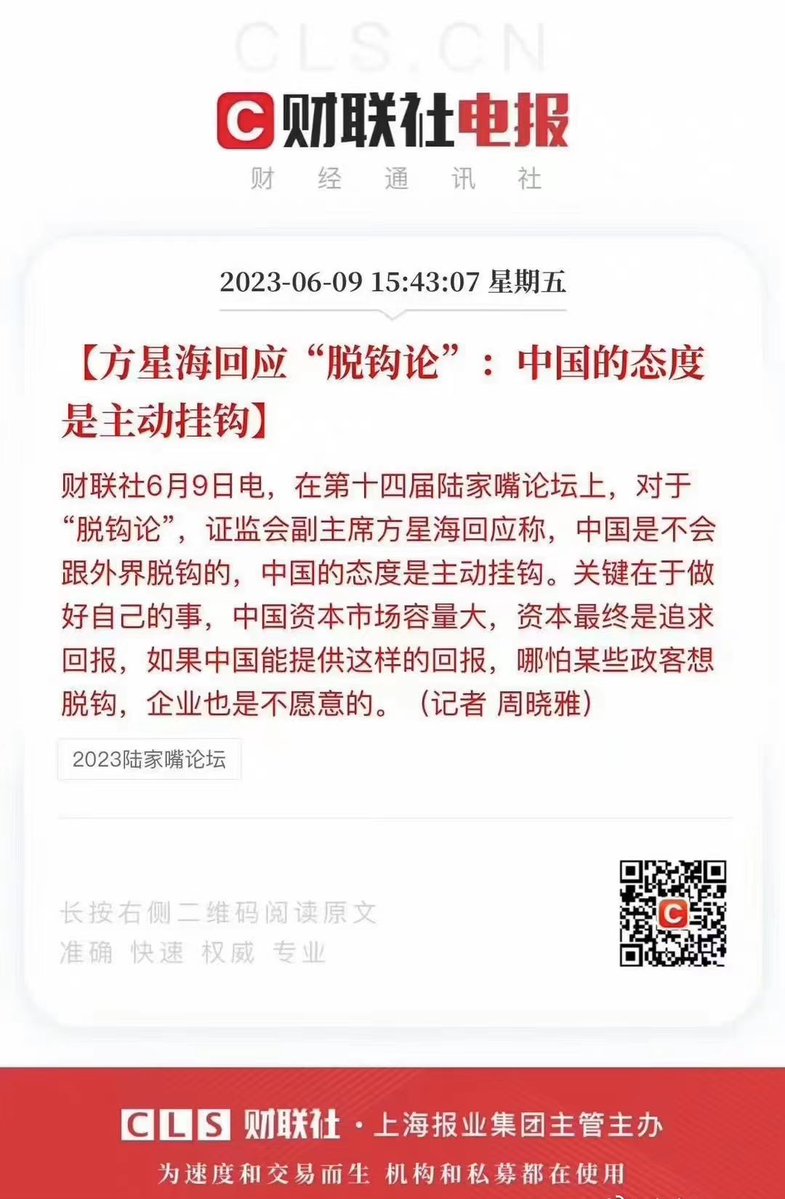 CLS.CN
C 财联社电报
财经通讯社
2023-06-09 15:43:07 星期五
【方星海回应“脱钩论”：中国的态度
是主动挂钩】
财联社6月9日电，在第十四届陆家嘴论坛上，对于
“脱钩论”，证监会副主席方星海回应称，中国是不会
跟外界脱钩的，中国的态度是主动挂钩。关键在于做
好自己的事，中国资本市场容量大，资本最终是追求
回报，如果中国能提供这样的回报，哪怕某些政客想
脱钩，企业也是不愿意的。（记者 周晓雅）
2023陆家嘴论坛
长按右侧二维码阅读原文
准确 快速 权威 专业
C
CLS 财联社·上海报业集团主管主办
为速度和交易而生 机构和私募都在使用